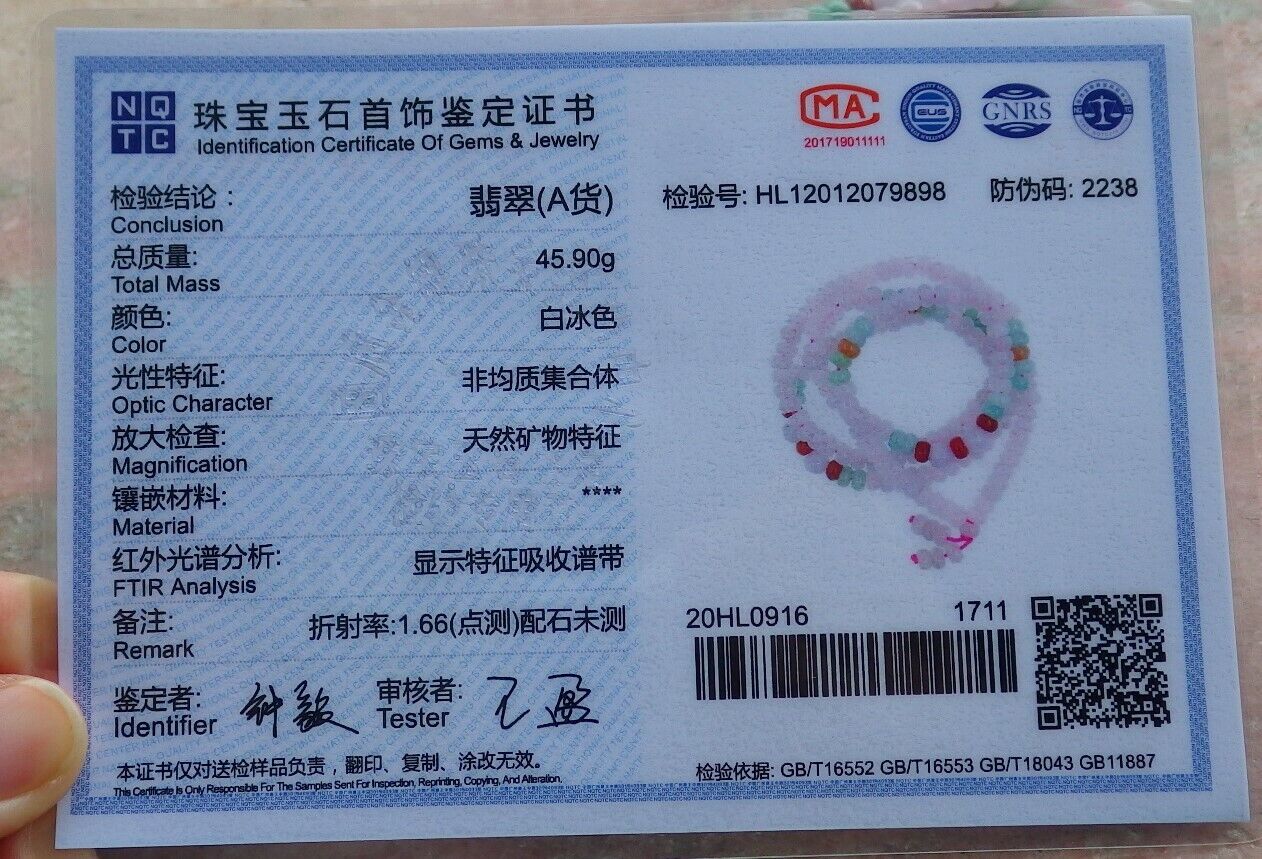 NQ
TC
珠宝玉石首饰鉴定证书
Identification Certificate Of Gems & Jewelry
MA
201719011111
GNRS
检验结论:
Conclusion
翡翠(A货)
总质量:
Total Mass
45.90g
颜色:
Color
白冰色
光性特征:
Optic Character
非均质集合体
放大检查:
Magnification
天然矿物特征
镶嵌材料:
Material
****
红外光谱分析:
FTIR Analysis
显示特征吸收谱带
备注:
Remark
折射率:1.66(点测)配石未测
鉴定者:
Identifier
审核者:
Tester
本证书仅对送检样品负责,翻印、复制、涂改无效。
This Certificate Is Only Responsible For The Samples Sent For Inspection, Reprinting, Copying, And Alteration.
检验号: HL12012079898
防伪码: 2238
20HL0916
1711
检验依据: GB/T16552 GB/T16553 GB/T18043 GB11887